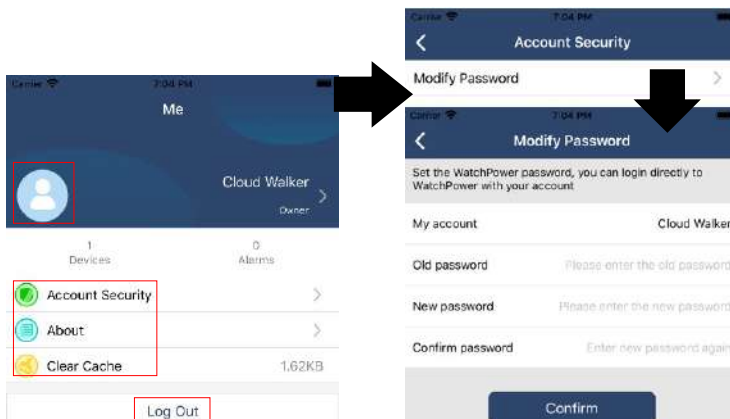 Carrier 7:04 PM
Me
Cloud Walker
Owner
1
Devices
0
Alarms
Account Security
About
Clear Cache 1.62KB
Log Out
Carrier 7:04 PM
Account Security
Modify Password
Carrier 7:04 PM
Modify Password
Set the WatchPower password, you can login directly to
WatchPower with your account
My account Cloud Walker
Old password Please enter the old password
New password Please enter the new password
Confirm password Enter new password again
Confirm